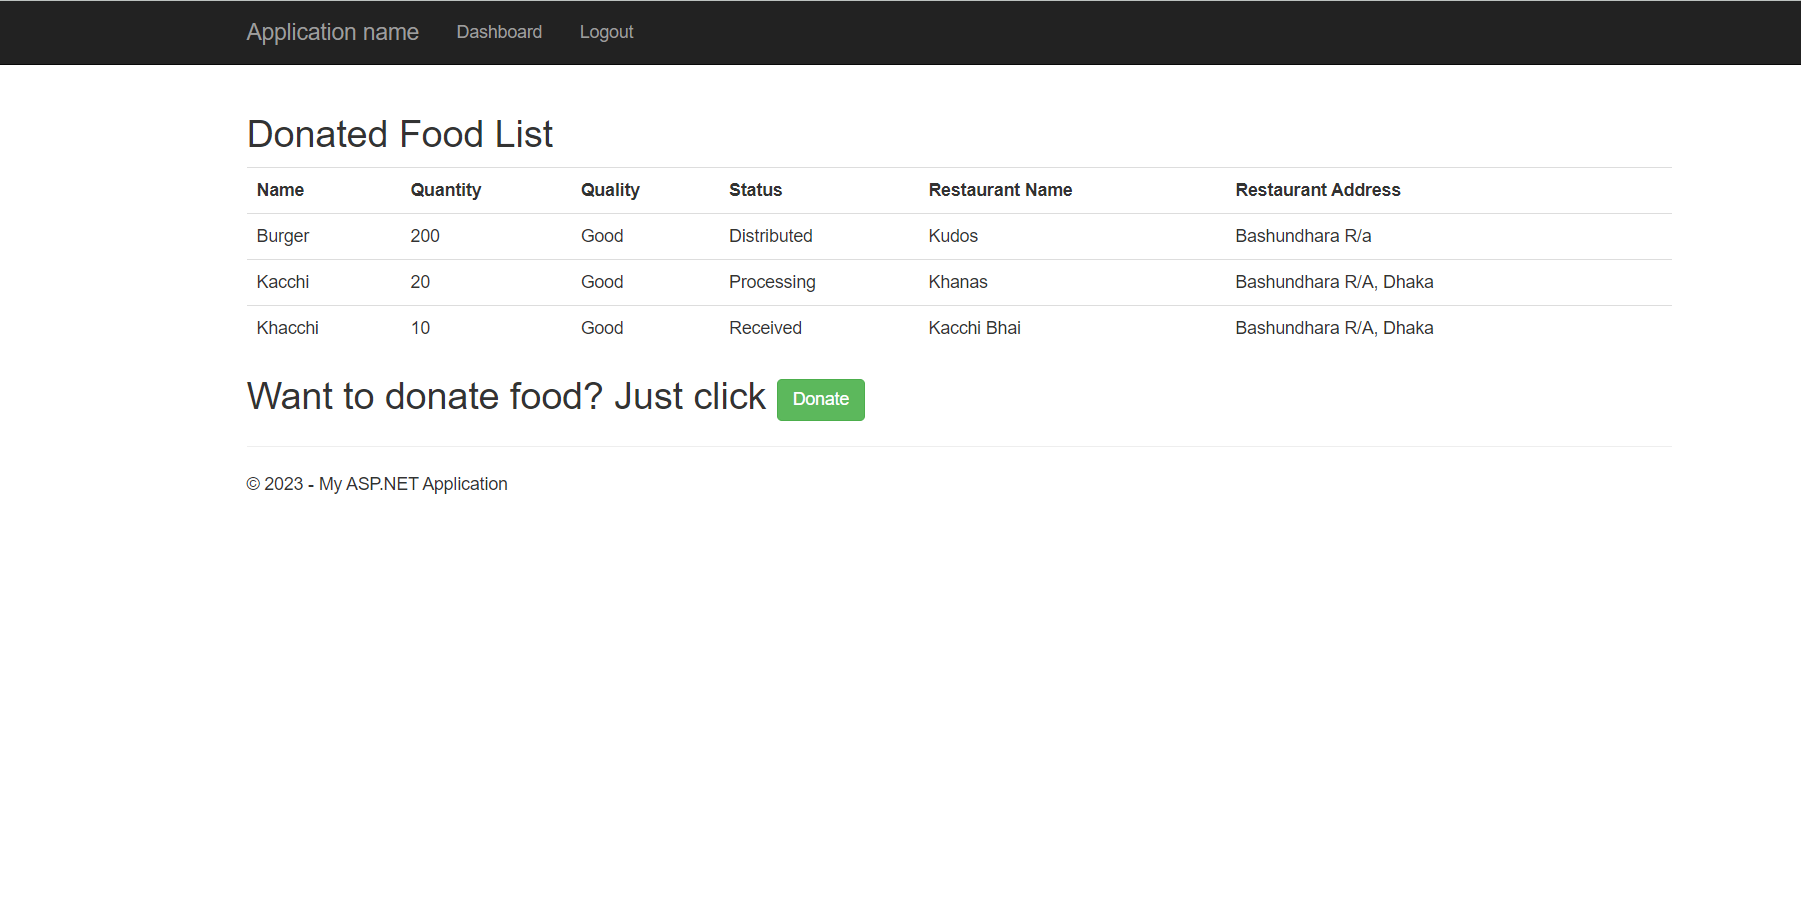 Application name Dashboard Logout
Donated Food List
Name Quantity Quality Status Restaurant Name Restaurant Address
Burger 200 Good Distributed Kudos Bashundhara R/a
Kacchi 20 Good Processing Khanas Bashundhara R/A, Dhaka
Khacchi 10 Good Received Kacchi Bhai Bashundhara R/A, Dhaka
Want to donate food? Just click Donate
© 2023 - My ASP.NET Application